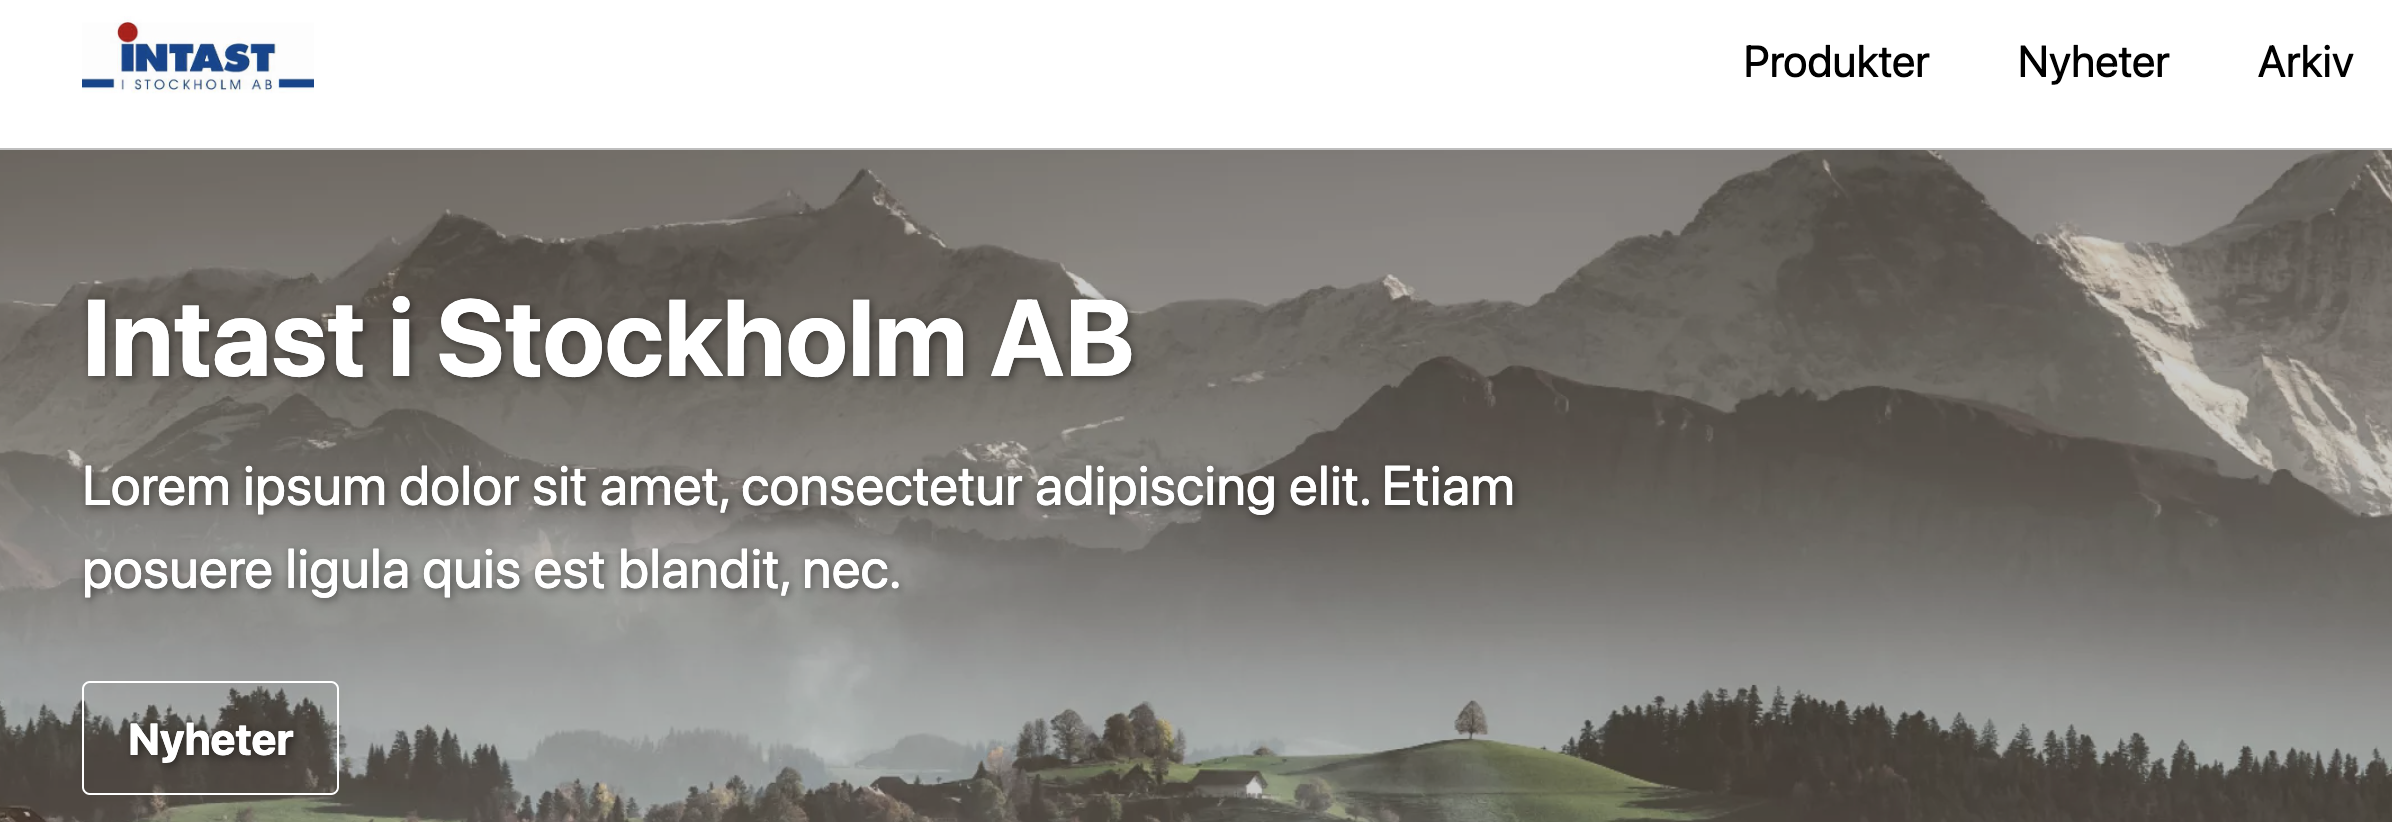 INTAST
I STOCKHOLM AB
Produkter
Nyheter
Arkiv
Intast i Stockholm AB
Lorem ipsum dolor sit amet, consectetur adipiscing elit. Etiam
posuere ligula quis est blandit, nec.
Nyheter